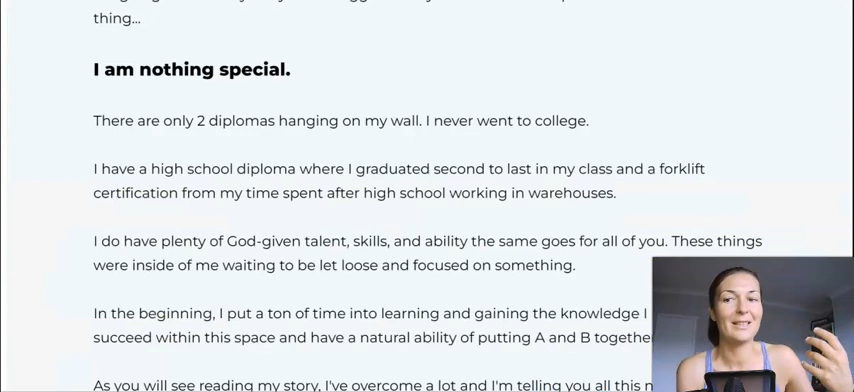 thing...
I am nothing special.
There are only 2 diplomas hanging on my wall. I never went to college.
I have a high school diploma where I graduated second to last in my class and a forklift
certification from my time spent after high school working in warehouses.
I do have plenty of God-given talent, skills, and ability the same goes for all of you. These things
were inside of me waiting to be let loose and focused on something.
In the beginning, I put a ton of time into learning and gaining the knowledge I
succeed within this space and have a natural ability of putting A and B together
As you will see reading my story, I've overcome a lot and I'm telling you all this